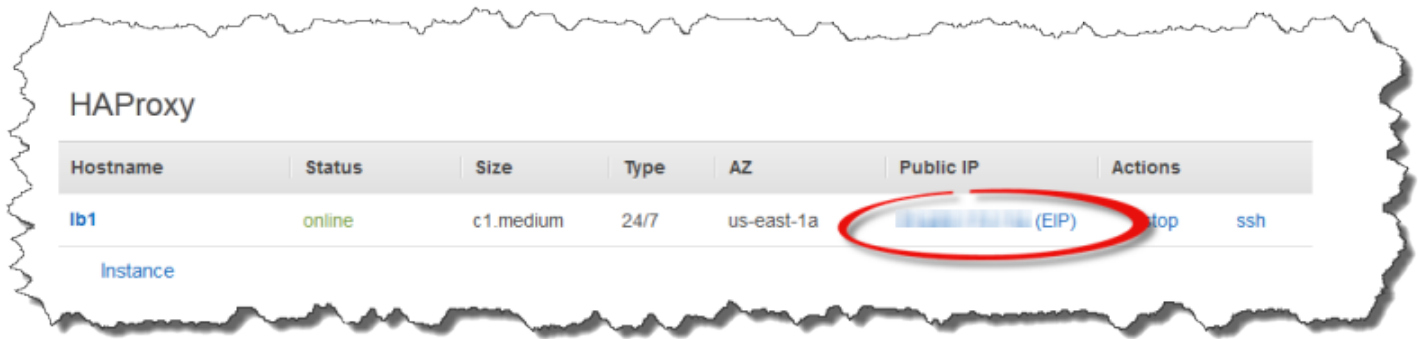 HAProxy
Hostname Status Size Type AZ Public IP Actions
lb1 online c1.medium 24/7 us-east-1a (EIP) stop ssh
Instance